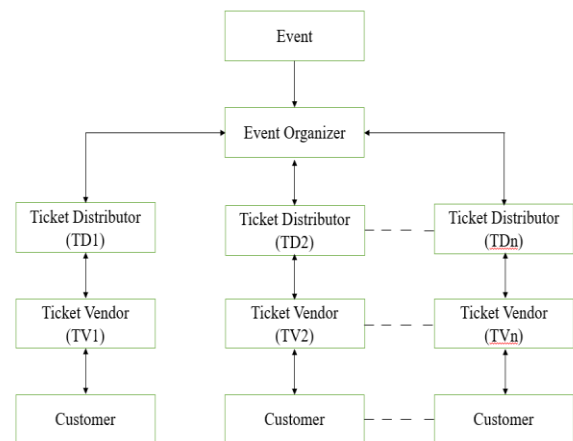 Event
Event Organizer
Ticket Distributor
(TD1)
Ticket Distributor
(TD2)
Ticket Distributor
(TDn)
Ticket Vendor
(TV1)
Ticket Vendor
(TV2)
Ticket Vendor
(TVn)
Customer
Customer
Customer